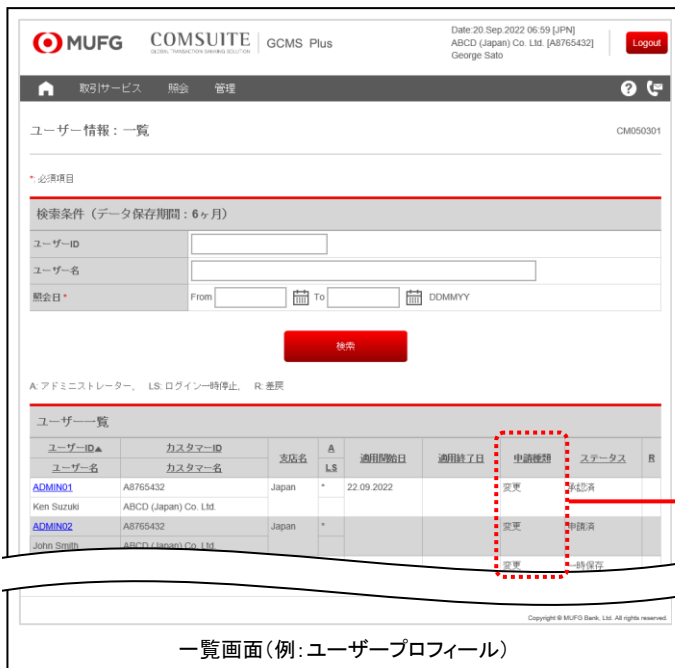 MUFG COMSUITE GCMS Plus
GLOBAL TRANSACTION BANKING SOLUTION
Date:20.Sep.2022 06:59 [JPN]
ABCD (Japan) Co. Ltd. [A8765432]
George Sato
Logout
取引サービス 照会 管理
ユーザー情報：一覧 CM050301
*:必須項目
検索条件（データ保存期間：6ヶ月）
ユーザーID
ユーザー名
照会日* From To DDMMYY
検索
A: アドミニストレーター, LS: ログイン一時停止, R: 差戻
ユーザー一覧
ユーザーID▲ カスタマーID 支店名 A 適用開始日 適用終了日 申請種類 ステータス R
ユーザー名 カスタマー名 LS
ADMIN01 A8765432 Japan * 22.09.2022 変更 承認済
Ken Suzuki ABCD (Japan) Co. Ltd.
ADMIN02 A8765432 Japan * 変更 申請済
John Smith ABCD (Japan) Co. Ltd.
変更 一時保存
Copyright © MUFG Bank, Ltd. All rights reserved.
一覧画面(例:ユーザープロフィール)